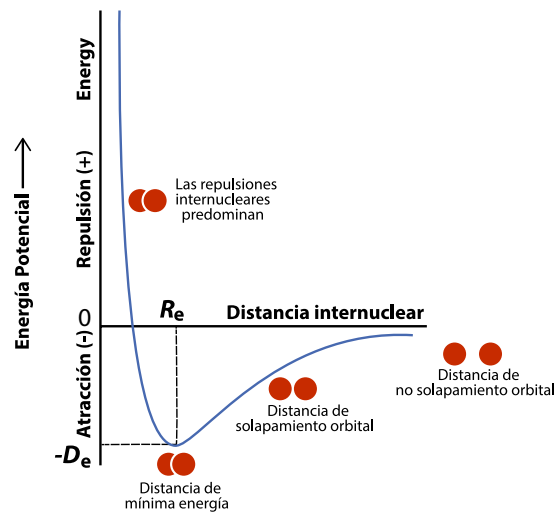 Energy
Repulsión (+)
Atracción (-)
Energía Potencial
Las repulsiones
internucleares
predominan
Re
Distancia internuclear
0
Distancia de
no solapamiento orbital
Distancia de
solapamiento orbital
-De
Distancia de
mínima energía